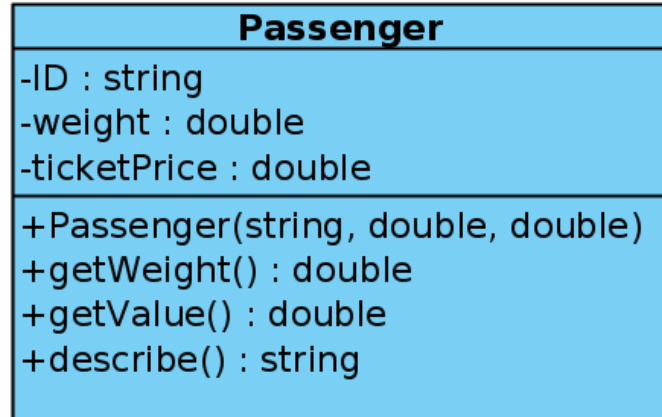 Passenger
-ID : string
-weight : double
-ticketPrice : double
+Passenger(string, double, double)
+getWeight() : double
+getValue() : double
+describe() : string